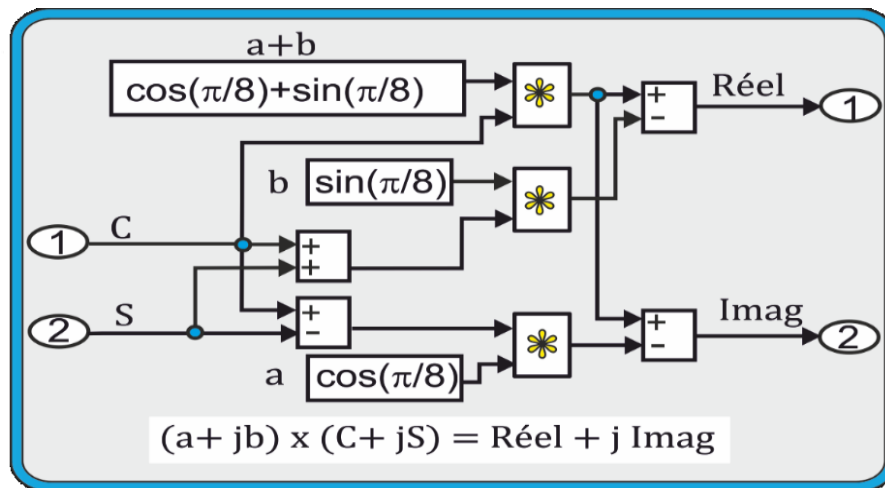 a+b
cos(π/8)+sin(π/8)
*
+
−
Réel
1
b
sin(π/8)
*
1
C
+
+
2
S
+
−
*
+
−
Imag
2
a
cos(π/8)
(a+ jb) x (C+ jS) = Réel + j Imag